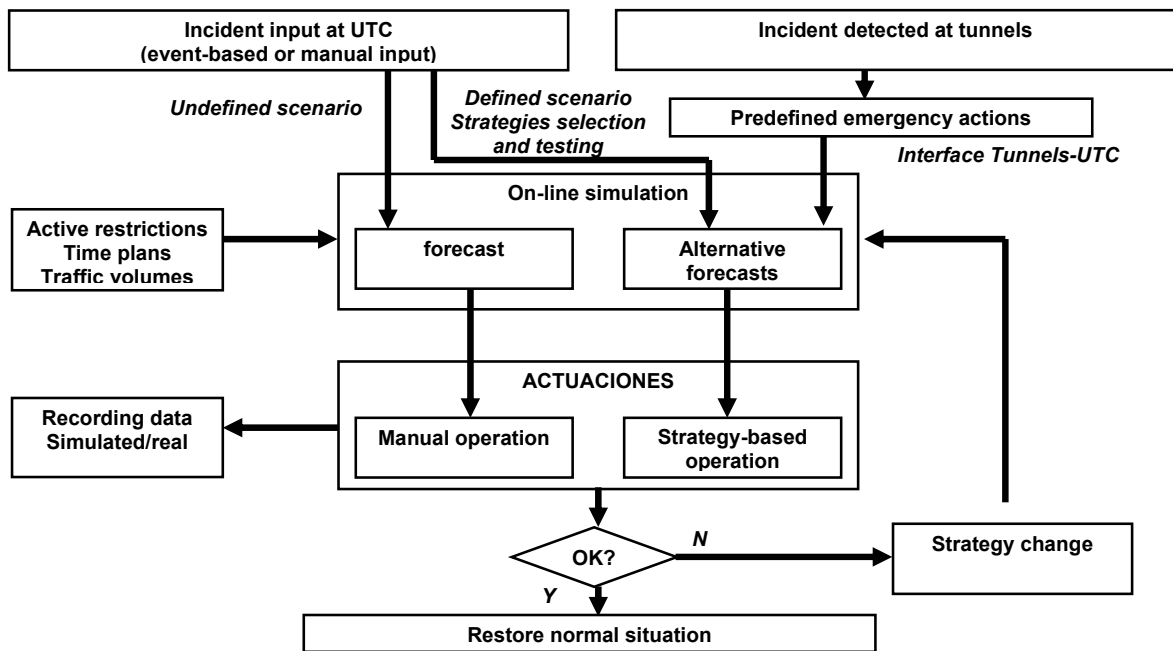 Incident input at UTC
(event-based or manual input)
Incident detected at tunnels
Undefined scenario
Defined scenario
Strategies selection
and testing
Predefined emergency actions
Interface Tunnels-UTC
On-line simulation
Active restrictions
Time plans
Traffic volumes
forecast
Alternative
forecasts
ACTUACIONES
Recording data
Simulated/real
Manual operation
Strategy-based
operation
OK?
N
Strategy change
Y
Restore normal situation